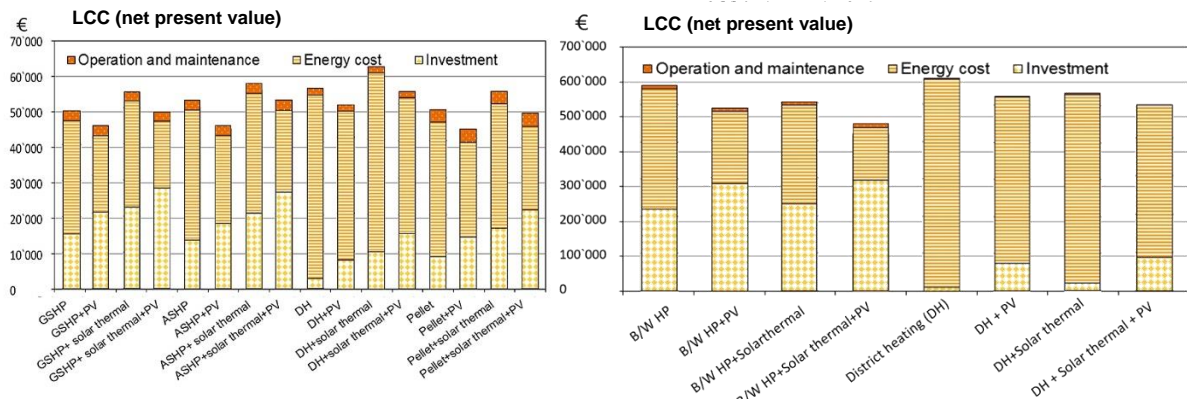 LCC (net present value)
€
70`000
60`000
50`000
40`000
30`000
20`000
10`000
0
Operation and maintenance
Energy cost
Investment
GSHP
GSHP+PV
GSHP+ solar thermal
GSHP+ solar thermal+PV
ASHP
ASHP+PV
ASHP+ solar thermal
ASHP+solar thermal+PV
DH
DH+PV
DH+solar thermal
DH+solar thermal+PV
Pellet
Pellet+PV
Pellet+solar thermal
Pellet+solar thermal+PV
LCC (net present value)
€
700`000
600`000
500`000
400`000
300`000
200`000
100`000
0
Operation and maintenance
Energy cost
Investment
B/W HP
B/W HP+PV
B/W HP+Solarthermal
B/W HP+Solar thermal+PV
District heating (DH)
DH + PV
DH+Solar thermal
DH + Solar thermal + PV